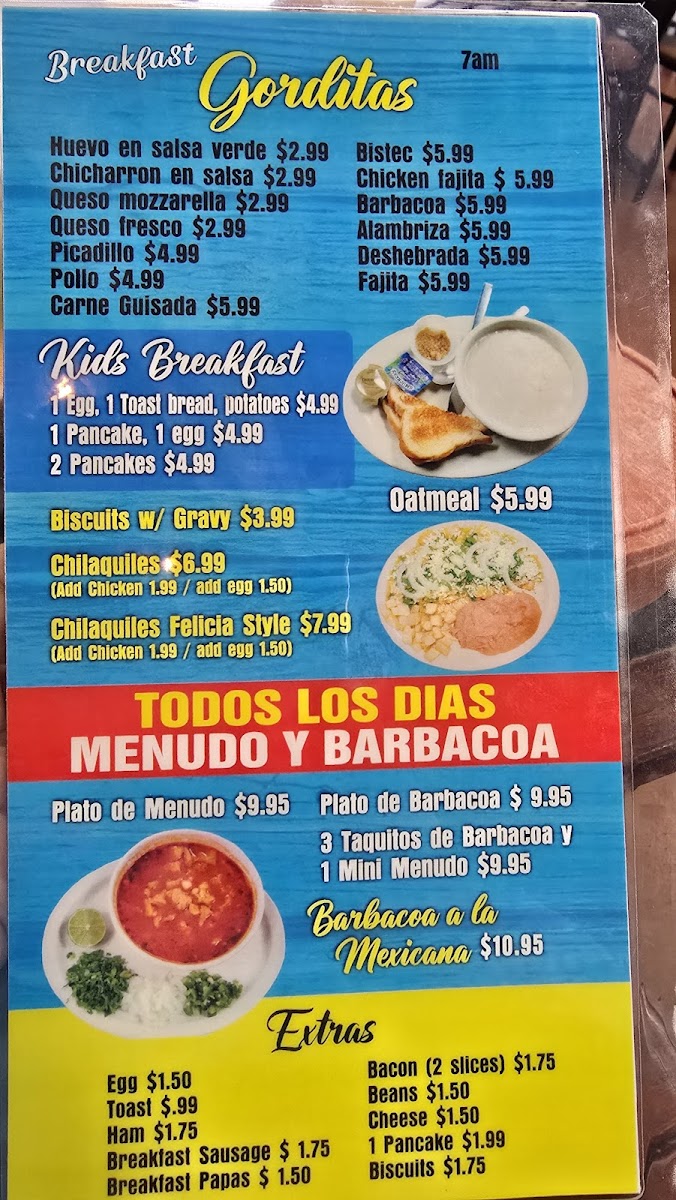 Breakfast
Gorditas
7am
Huevo en salsa verde $2.99
Chicharron en salsa $2.99
Queso mozzarella $2.99
Queso fresco $2.99
Picadillo $4.99
Pollo $4.99
Carne Guisada $5.99
Bistec $5.99
Chicken fajita $ 5.99
Barbacoa $5.99
Alambriza $5.99
Deshebrada $5.99
Fajita $5.99
Kids Breakfast
1 Egg, 1 Toast bread, potatoes $4.99
1 Pancake, 1 egg $4.99
2 Pancakes $4.99
Oatmeal $5.99
Biscuits w/ Gravy $3.99
Chilaquiles $6.99
(Add Chicken 1.99 / add egg 1.50)
Chilaquiles Felicia Style $7.99
(Add Chicken 1.99 / add egg 1.50)
TODOS LOS DIAS
MENUDO Y BARBACOA
Plato de Menudo $9.95
Plato de Barbacoa $ 9.95
3 Taquitos de Barbacoa y
1 Mini Menudo $9.95
Barbacoa a la
Mexicana $10.95
Extras
Egg $1.50
Toast $.99
Ham $1.75
Breakfast Sausage $ 1.75
Breakfast Papas $ 1.50
Bacon (2 slices) $1.75
Beans $1.50
Cheese $1.50
1 Pancake $1.99
Biscuits $1.75